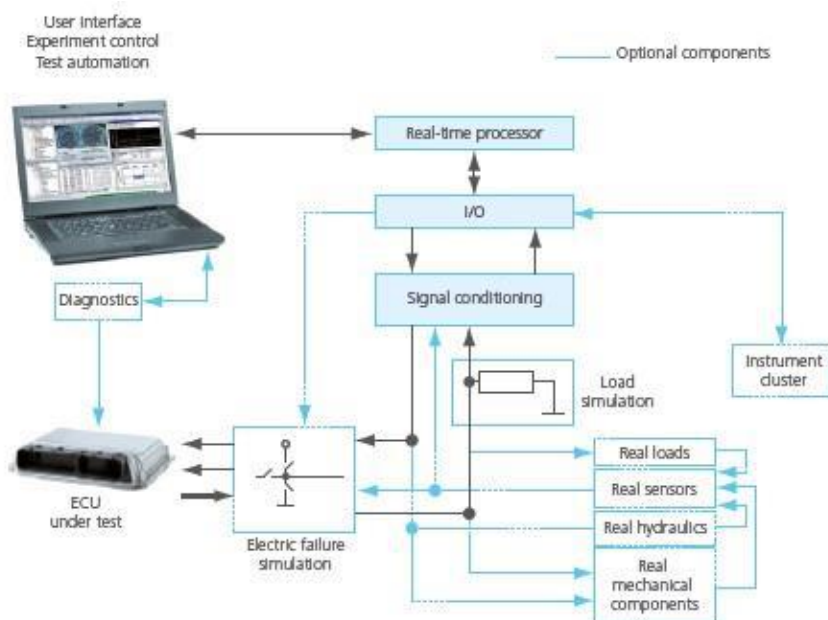 User interface
Experiment control
Test automation
Optional components
Real-time processor
I/O
Signal conditioning
Diagnostics
Load
simulation
Instrument
cluster
ECU
under test
Electric failure
simulation
Real loads
Real sensors
Real hydraulics
Real
mechanical
components